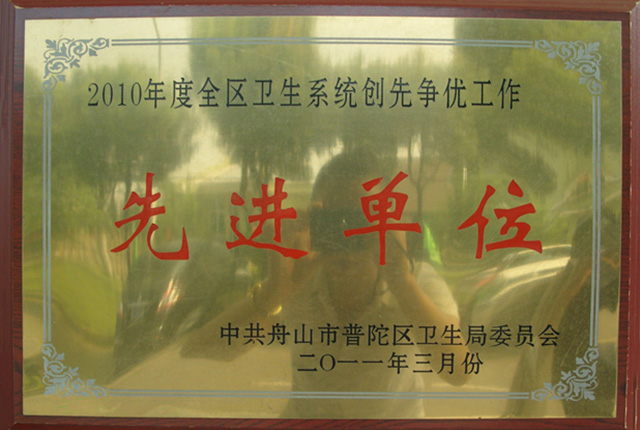 2010年度全区卫生系统创先争优工作
先进单位
中共舟山市普陀区卫生局委员会
二〇一一年三月份